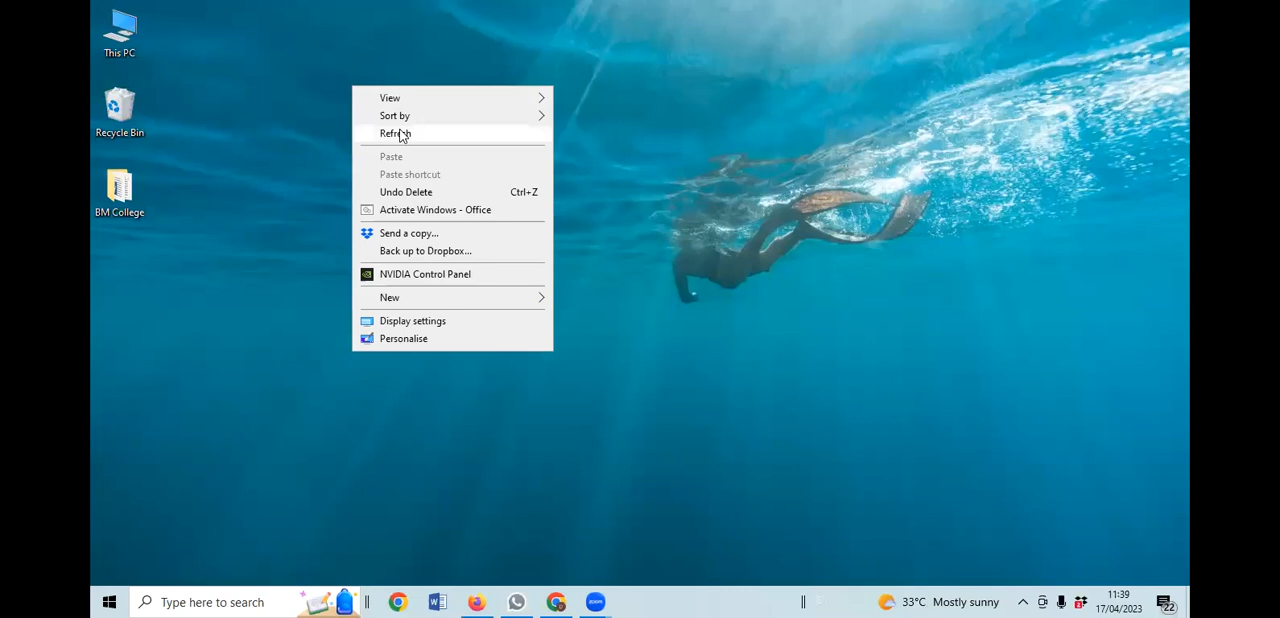 This PC
Recycle Bin
BM College
View
Sort by
Refresh
Paste
Paste shortcut
Undo Delete Ctrl+Z
Activate Windows - Office
Send a copy...
Back up to Dropbox...
NVIDIA Control Panel
New
Display settings
Personalise
Type here to search
zoom
33°C Mostly sunny
11:39
17/04/2023
22